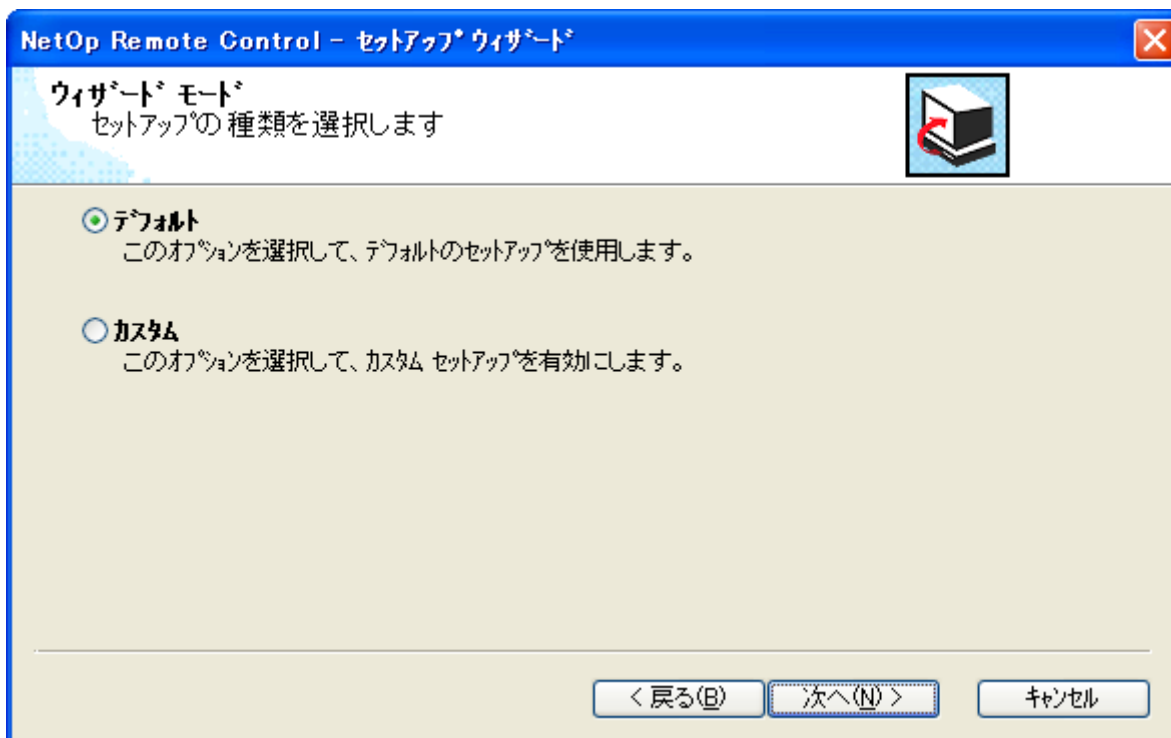 NetOp Remote Control - ｾｯﾄｱｯﾌﾟ ｳｨｻﾞｰﾄﾞ
ｳｨｻﾞｰﾄﾞ ﾓｰﾄﾞ
ｾｯﾄｱｯﾌﾟの種類を選択します
ﾃﾞﾌｫﾙﾄ
このｵﾌﾟｼｮﾝを選択して、ﾃﾞﾌｫﾙﾄのｾｯﾄｱｯﾌﾟを使用します。
ｶｽﾀﾑ
このｵﾌﾟｼｮﾝを選択して、ｶｽﾀﾑ ｾｯﾄｱｯﾌﾟを有効にします。
< 戻る(B) 次へ(N) > ｷｬﾝｾﾙ